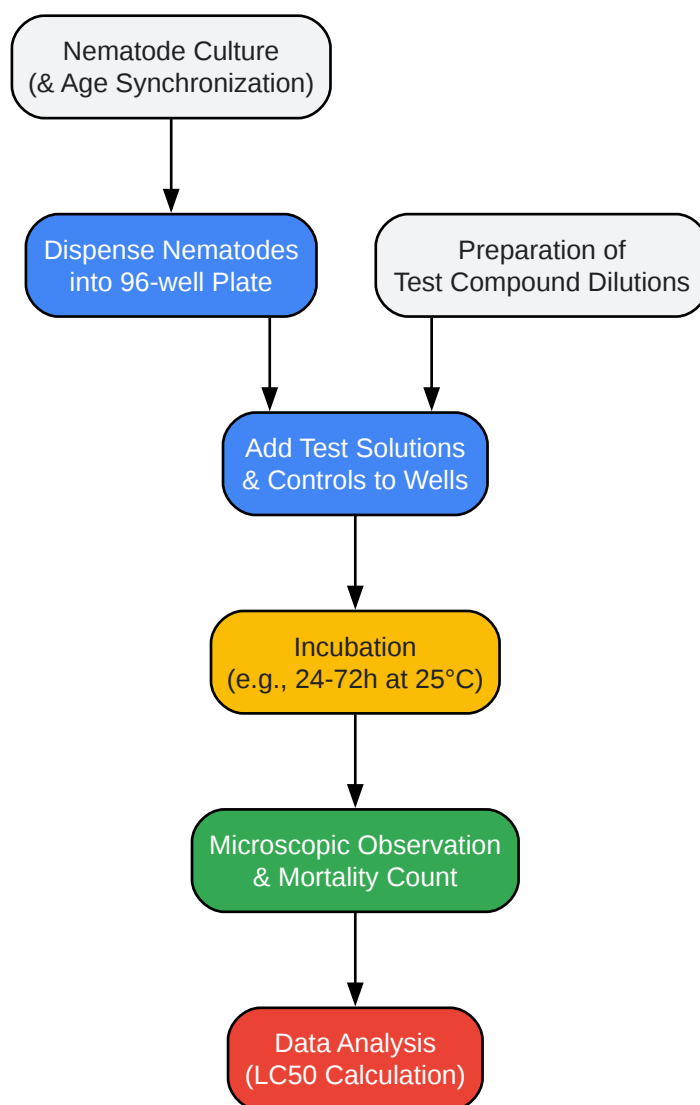 Nematode Culture
(& Age Synchronization)
Dispense Nematodes
into 96-well Plate
Preparation of
Test Compound Dilutions
Add Test Solutions
& Controls to Wells
Incubation
(e.g., 24-72h at 25°C)
Microscopic Observation
& Mortality Count
Data Analysis
(LC50 Calculation)